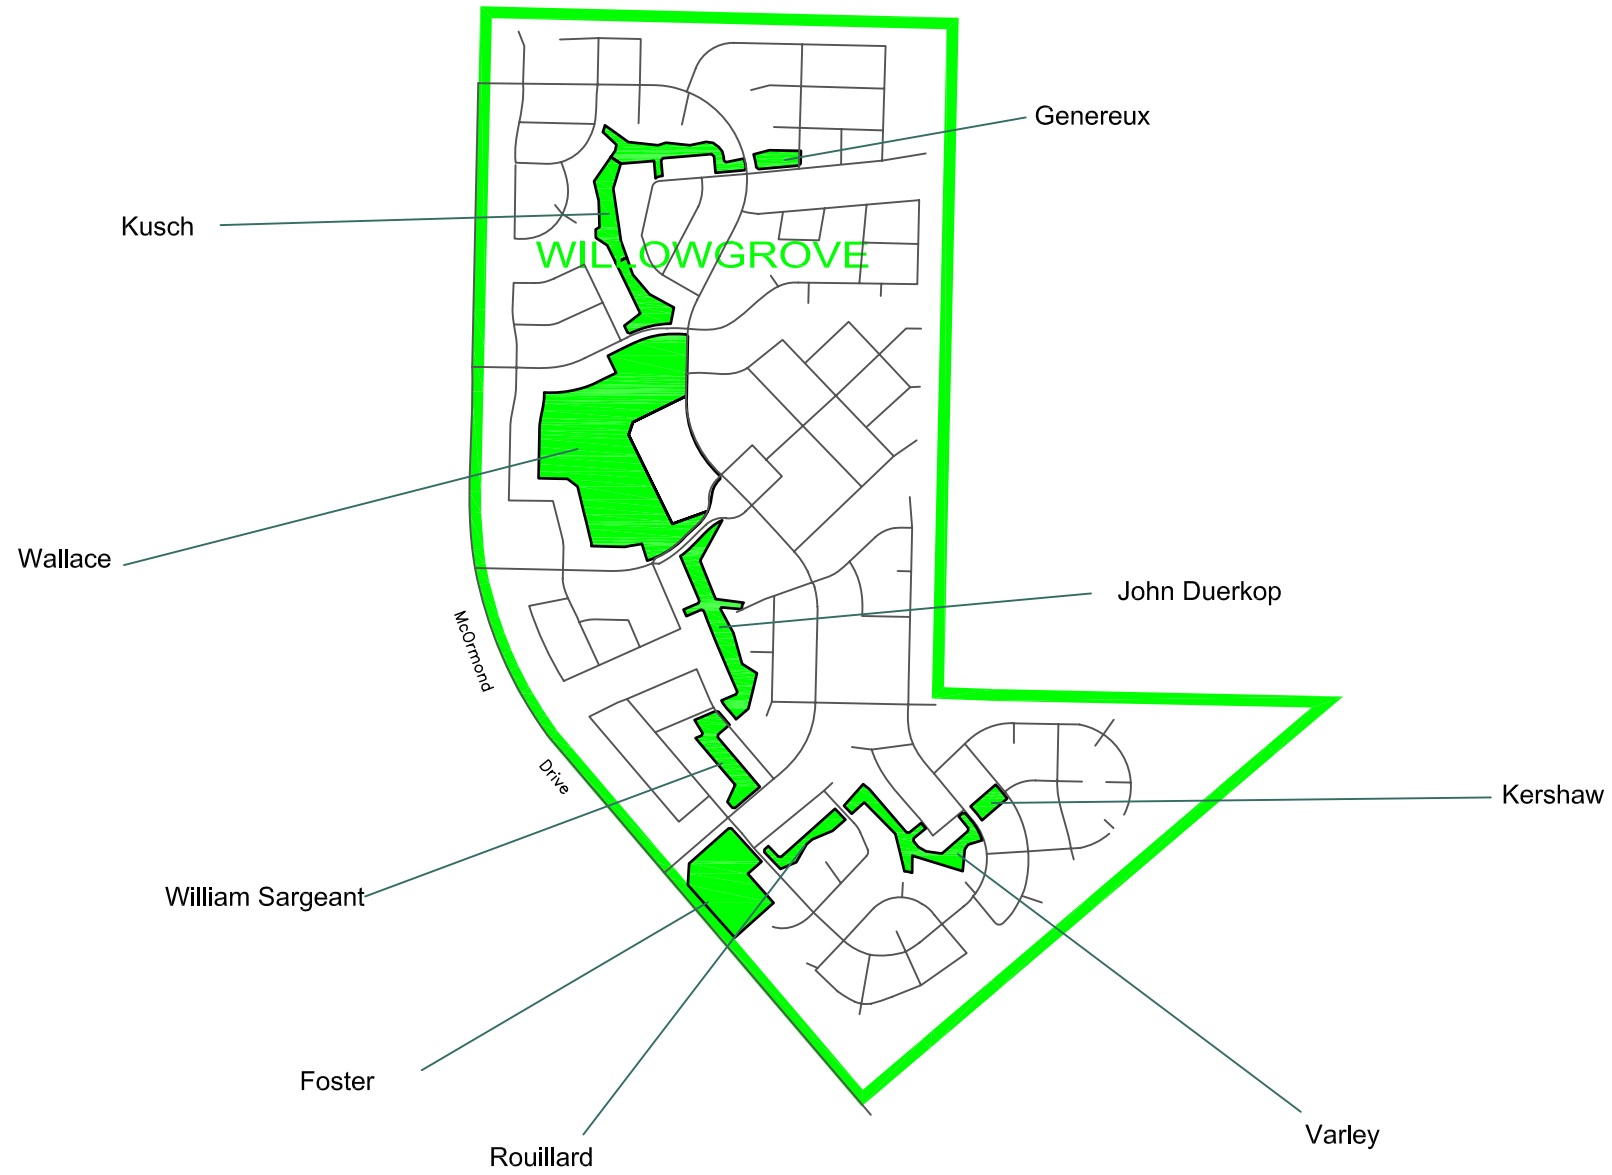 Genereux
Kusch
WILLOWGROVE
Wallace
John Duerkop
McOrmond
Drive
Kershaw
William Sargeant
Foster
Varley
Rouillard